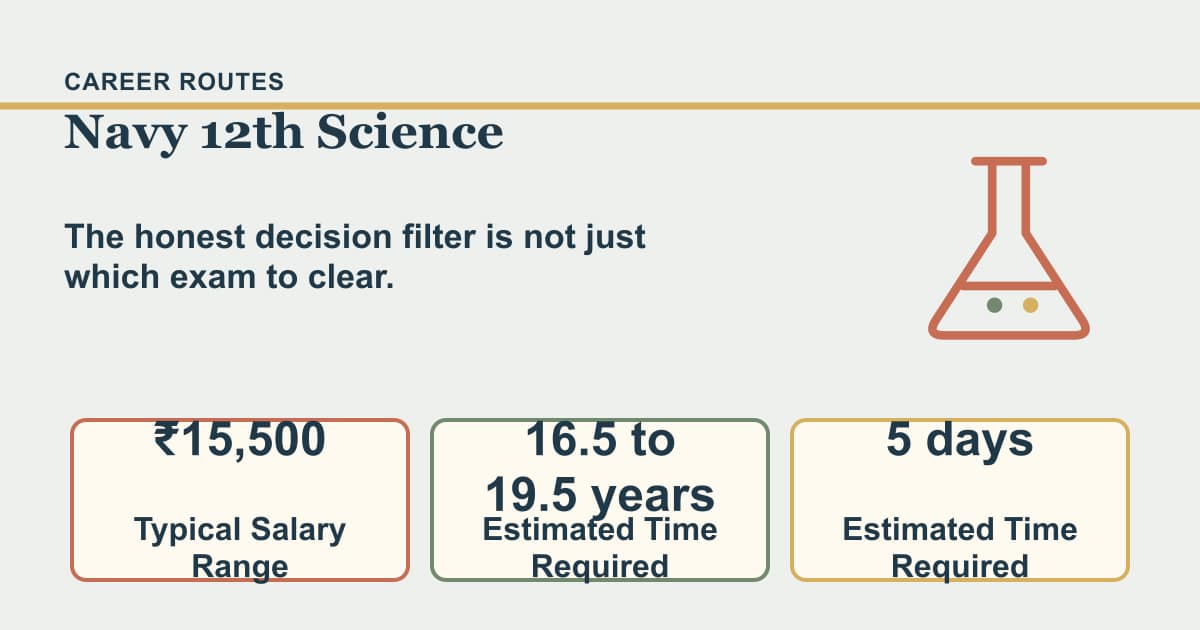 CAREER ROUTES
Navy 12th Science
The honest decision filter is not just
which exam to clear.
₹15,500
Typical Salary
Range
16.5 to
19.5 years
Estimated Time
Required
5 days
Estimated Time
Required